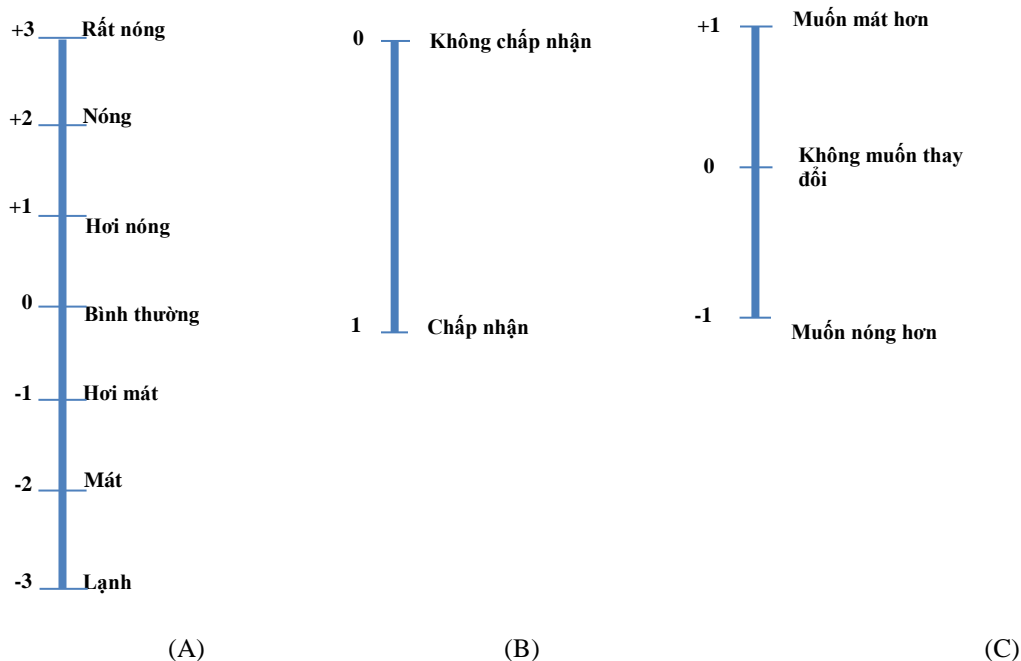 +3 Rất nóng
+2 Nóng
+1 Hơi nóng
0 Bình thường
-1 Hơi mát
-2 Mát
-3 Lạnh
(A)
0 Không chấp nhận
1 Chấp nhận
(B)
+1 Muốn mát hơn
0 Không muốn thay
đổi
-1 Muốn nóng hơn
(C)